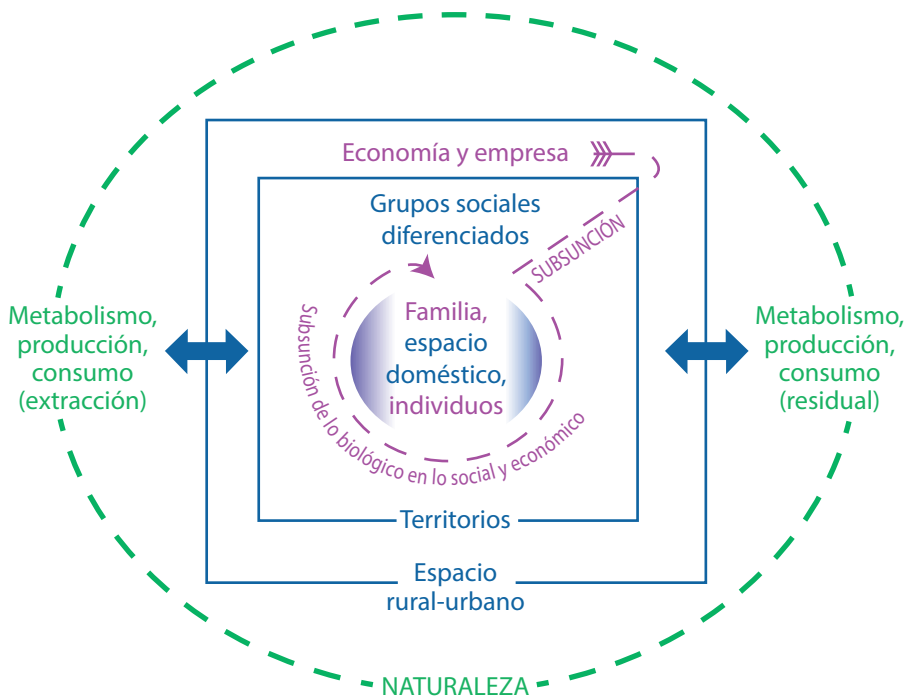 Economía y empresa
Grupos sociales
diferenciados
SUBSUNCIÓN
Metabolismo,
producción,
consumo
(extracción)
Subsunción de lo biológico en lo social y económico
Familia,
espacio
doméstico,
individuos
Metabolismo,
producción,
consumo
(residual)
Territorios
Espacio
rural-urbano
NATURALEZA